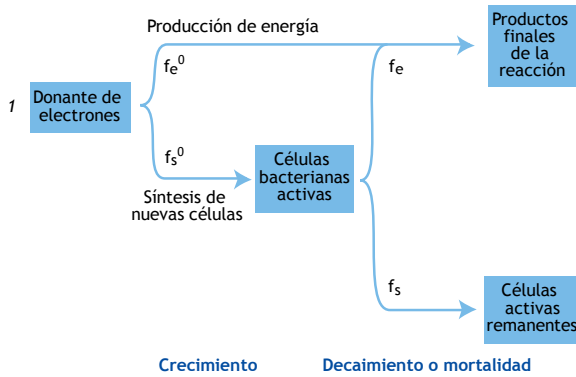 Producción de energía
Productos
finales
de la
reacción
fe0
fe
1
Donante de
electrones
fs0
Síntesis de
nuevas células
Células
bacterianas
activas
fs
Células
activas
remanentes
Crecimiento
Decaimiento o mortalidad